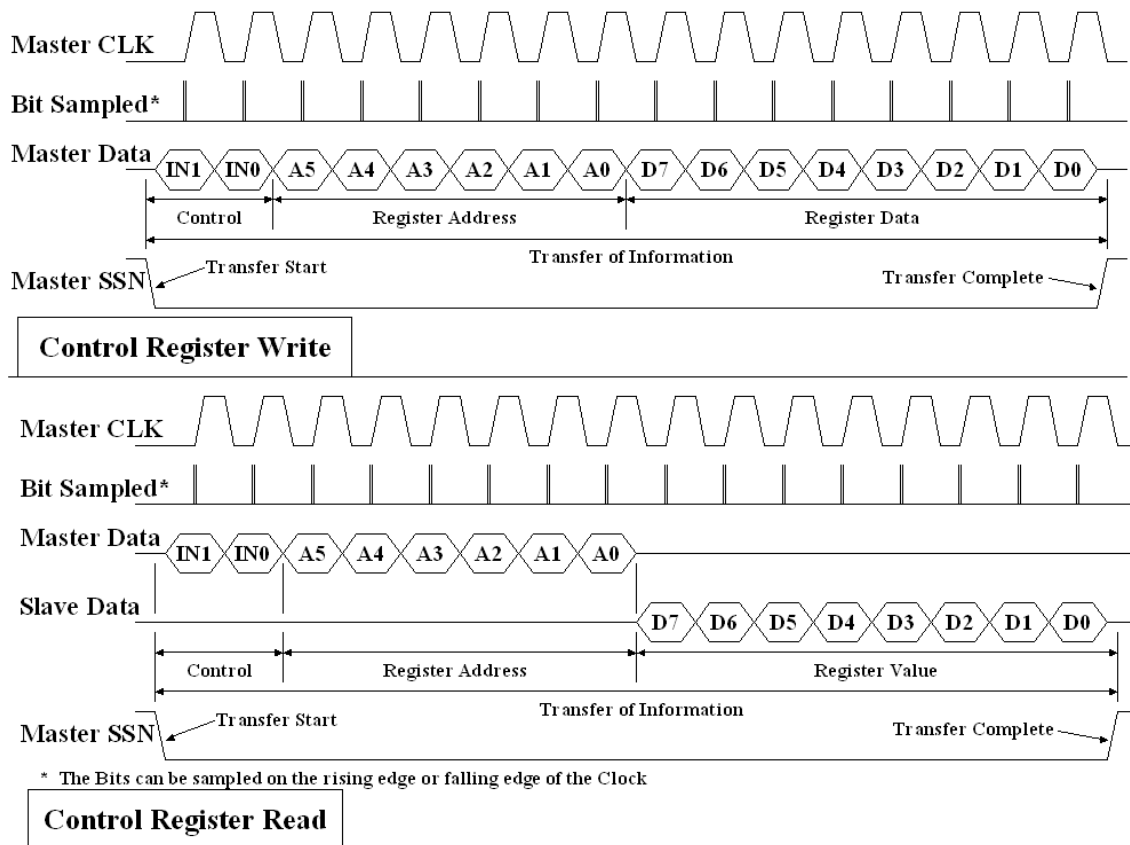 Master CLK
Bit Sampled*
Master Data IN1 IN0 A5 A4 A3 A2 A1 A0 D7 D6 D5 D4 D3 D2 D1 D0
Control Register Address Register Data
Transfer of Information
Master SSN Transfer Start Transfer Complete
Control Register Write
Master CLK
Bit Sampled*
Master Data IN1 IN0 A5 A4 A3 A2 A1 A0
Slave Data D7 D6 D5 D4 D3 D2 D1 D0
Control Register Address Register Value
Transfer of Information
Master SSN Transfer Start Transfer Complete
* The Bits can be sampled on the rising edge or falling edge of the Clock
Control Register Read